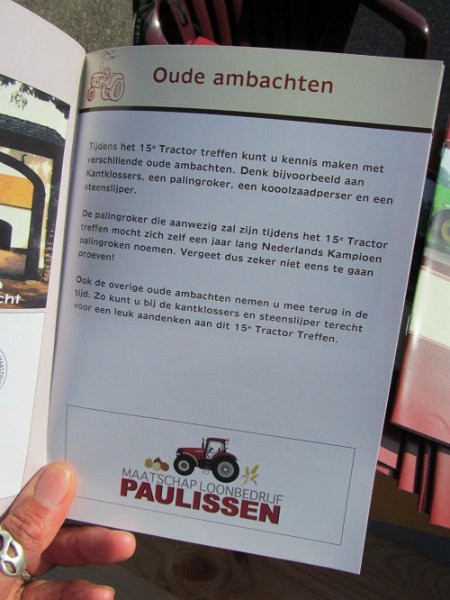 Oude ambachten
Tijdens het 15e Tractor treffen kunt u kennis maken met
verschillende oude ambachten. Denk bijvoorbeeld aan
Kantklossers, een palingroker, een kooolzaadperser en een
steenslijper.
De palingroker die aanwezig zal zijn tijdens het 15e Tractor
treffen mocht zich zelf een jaar lang Nederlands Kampioen
palingroken noemen. Vergeet dus zeker niet eens te gaan
proeven!
Ook de overige oude ambachten nemen u mee terug in de
tijd. Zo kunt u bij de kantklossers en steenslijper terecht
voor een leuk aandenken aan dit 15e Tractor Treffen.
MAATSCHAP LOONBEDRIJF
PAULISSEN